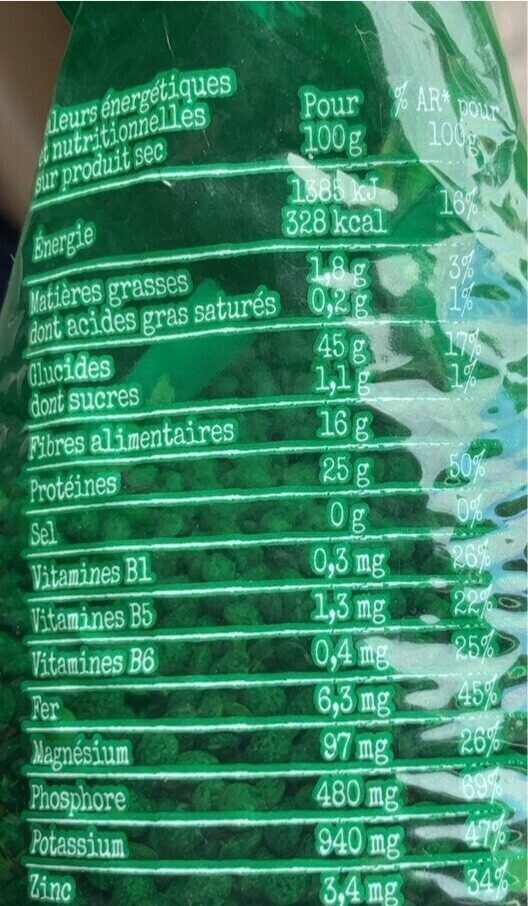 leurs énergétiques
nutritionnelles
sur produit sec
Pour
100g
% AR* pour
100g
Énergie 1385 kJ 16%
328 kcal
Matières grasses 1,8 g 3%
dont acides gras saturés 0,2 g 1%
Glucides 45 g 17%
dont sucres 1,1 g 1%
Fibres alimentaires 16 g
Protéines 25 g 50%
Sel 0 g 0%
Vitamines B1 0,3 mg 26%
Vitamines B5 1,3 mg 22%
Vitamines B6 0,4 mg 25%
Fer 6,3 mg 45%
Magnésium 97 mg 26%
Phosphore 480 mg 69%
Potassium 940 mg 47%
Zinc 3,4 mg 34%